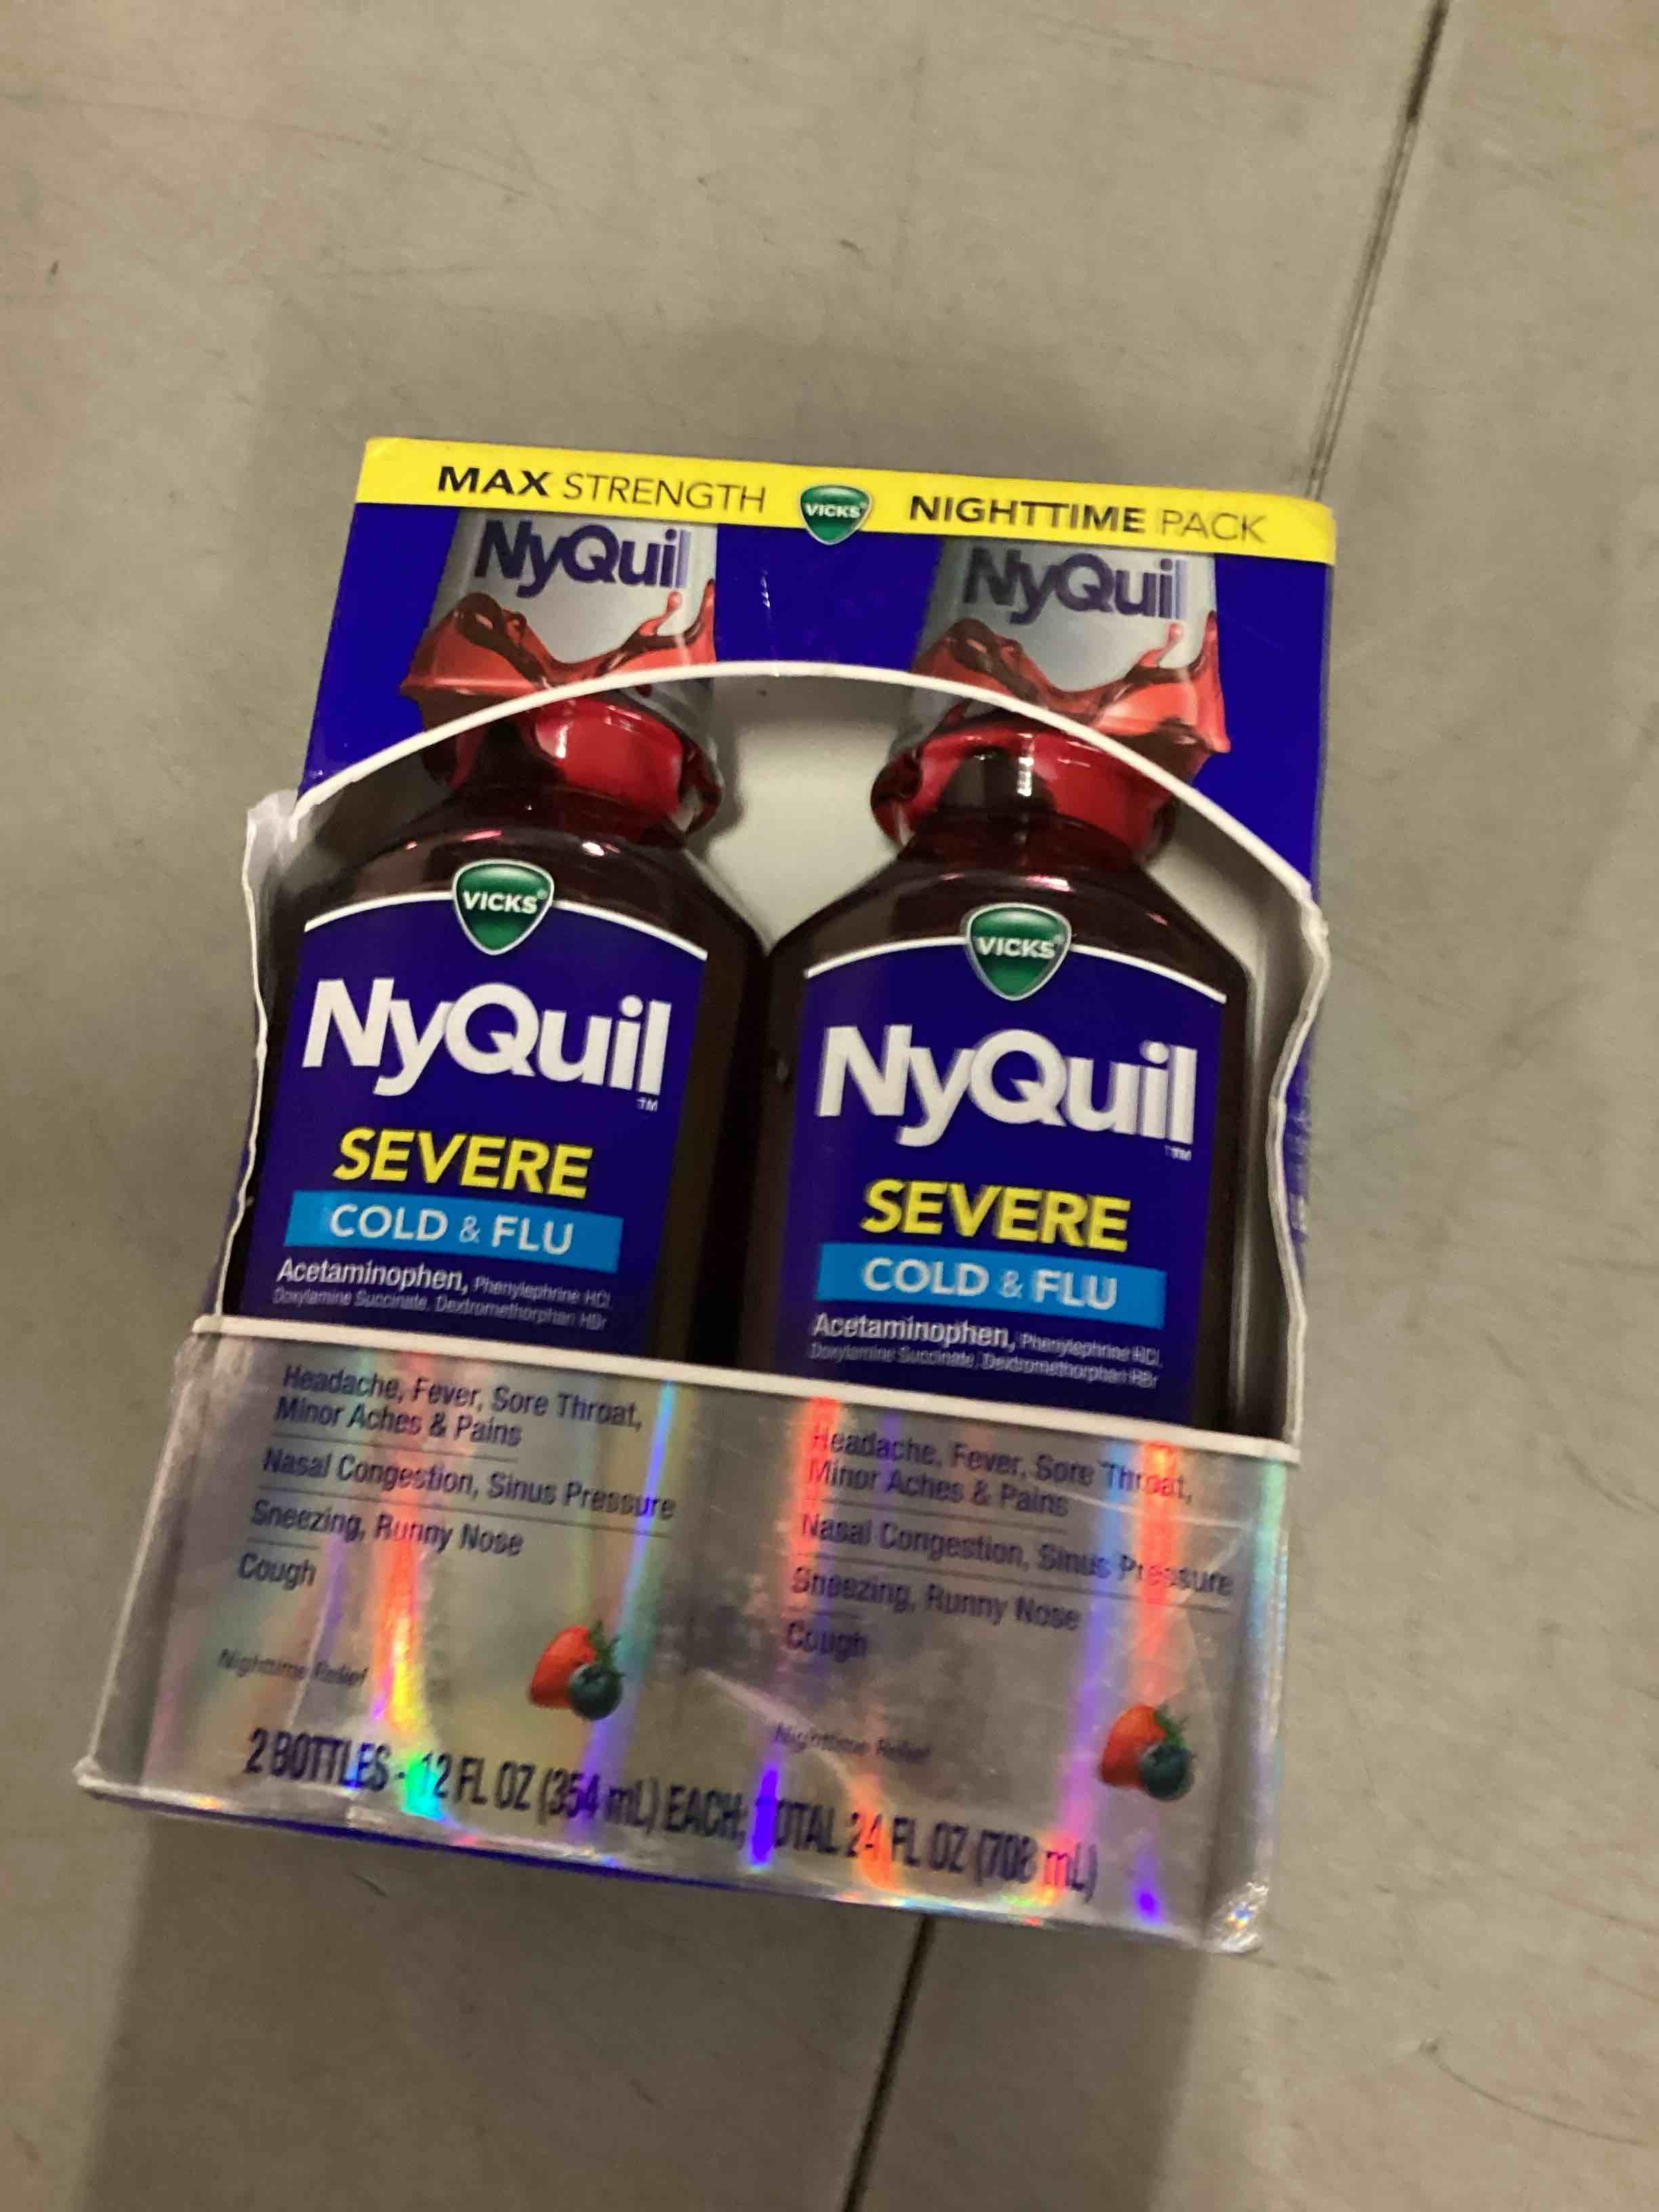 MAX STRENGTH VICKS NIGHTTIME PACK
NyQuil
NyQuil
VICKS®
NyQuil™
SEVERE
COLD & FLU
Acetaminophen, Phenylephrine HCl,
Doxylamine Succinate, Dextromethorphan HBr
Headache, Fever, Sore Throat,
Minor Aches & Pains
Nasal Congestion, Sinus Pressure
Sneezing, Runny Nose
Cough
Nighttime Relief
VICKS®
NyQuil™
SEVERE
COLD & FLU
Acetaminophen, Phenylephrine HCl,
Doxylamine Succinate, Dextromethorphan HBr
Headache, Fever, Sore Throat,
Minor Aches & Pains
Nasal Congestion, Sinus Pressure
Sneezing, Runny Nose
Cough
Nighttime Relief
2 BOTTLES - 12 FL OZ (354 mL) EACH; TOTAL 24 FL OZ (708 mL)